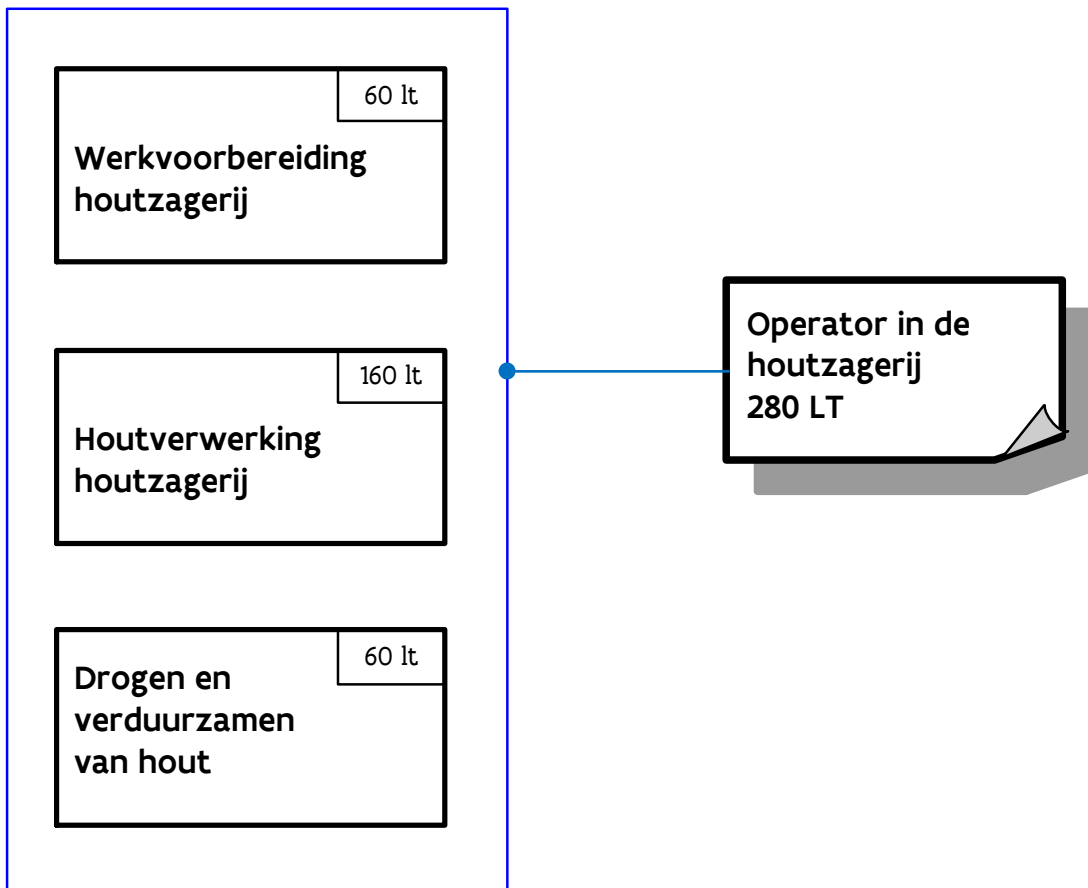 60 lt
Werkvoorbereiding
houtzagerij
160 lt
Houtverwerking
houtzagerij
60 lt
Drogen en
verduurzamen
van hout
Operator in de
houtzagerij
280 LT